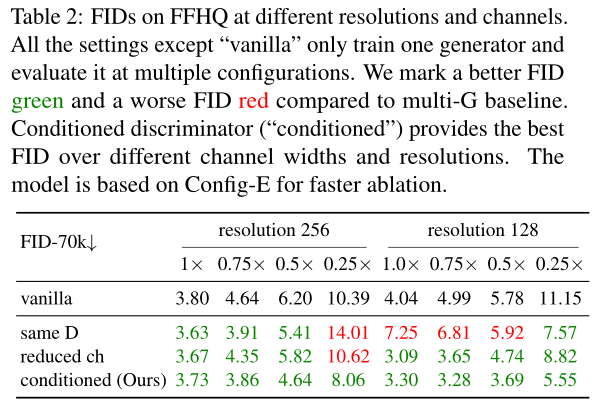 Table 2: FIDs on FFHQ at different resolutions and channels.
All the settings except “vanilla” only train one generator and
evaluate it at multiple configurations. We mark a better FID
green and a worse FID red compared to multi-G baseline.
Conditioned discriminator (“conditioned”) provides the best
FID over different channel widths and resolutions. The
model is based on Config-E for faster ablation.
FID-70k↓ resolution 256 resolution 128
1× 0.75× 0.5× 0.25× 1.0× 0.75× 0.5× 0.25×
vanilla 3.80 4.64 6.20 10.39 4.04 4.99 5.78 11.15
same D 3.63 3.91 5.41 14.01 7.25 6.81 5.92 7.57
reduced ch 3.67 4.35 5.82 10.62 3.09 3.65 4.74 8.82
conditioned (Ours) 3.73 3.86 4.64 8.06 3.30 3.28 3.69 5.55